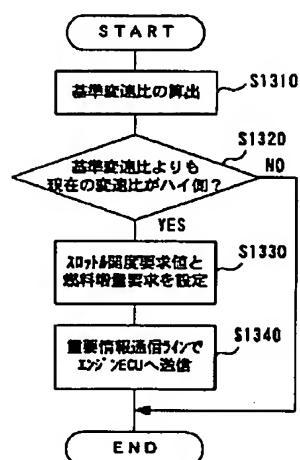 START
基準変速比の算出
S1310
S1320
基準変速比よりも
現在の変速比がハイ側?
NO
YES
S1330
スロットル開度要求値と
燃料増量要求を設定
S1340
重要情報通信ラインで
エンジンECUへ送信
END